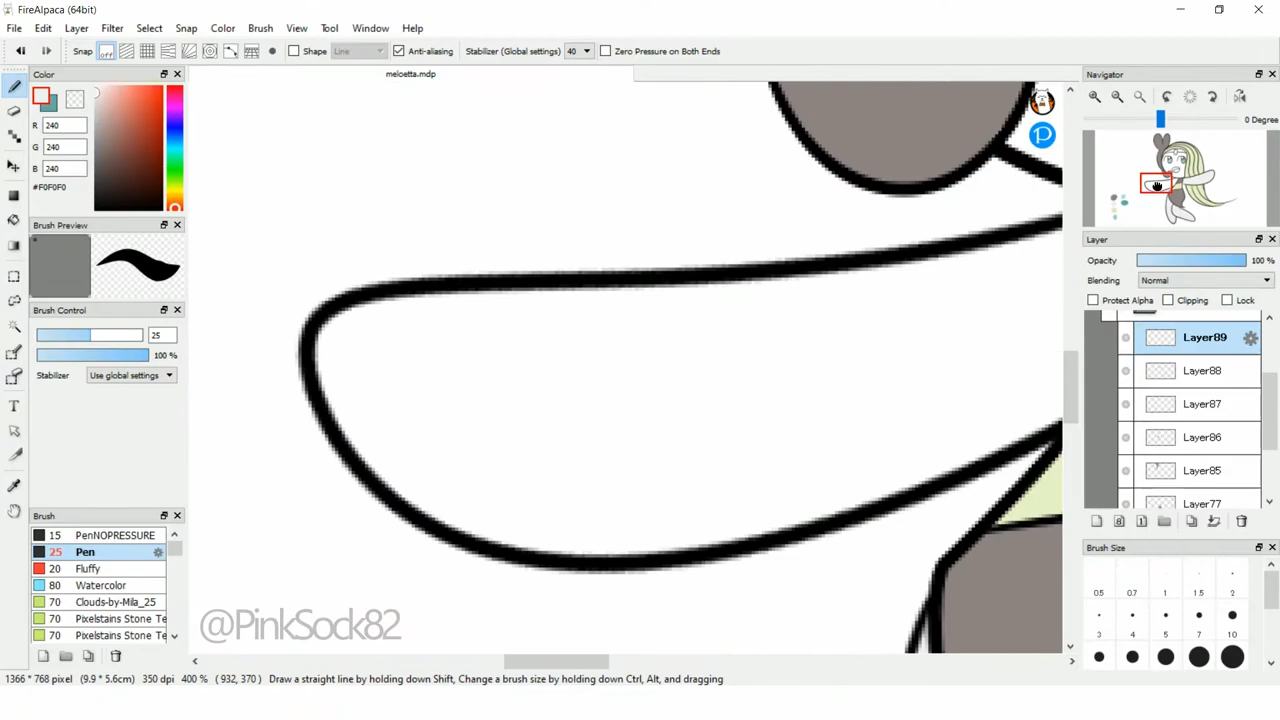 FireAlpaca (64bit)
File Edit Layer Filter Select Snap Color Brush View Tool Window Help
Snap off Shape Line Anti-aliasing Stabilizer (Global settings) 40 Zero Pressure on Both Ends
meloetta.mdp
Color
R 240
G 240
B 240
#F0F0F0
Brush Preview
Brush Control
25
100 %
Stabilizer Use global settings
Brush
15 PenNOPRESSURE
25 Pen
20 Fluffy
80 Watercolor
70 Clouds-by-Mila_25
70 Pixelstains Stone Te
70 Pixelstains Stone Te
@PinkSock82
P
Navigator
0 Degree
Layer
Opacity 100 %
Blending Normal
Protect Alpha Clipping Lock
Layer89
Layer88
Layer87
Layer86
Layer85
Layer77
8 1
Brush Size
0.5 0.7 1 1.5 2
3 4 5 7 10
1366 * 768 pixel (9.9 * 5.6cm) 350 dpi 400 % ( 932, 370 ) Draw a straight line by holding down Shift, Change a brush size by holding down Ctrl, Alt, and dragging